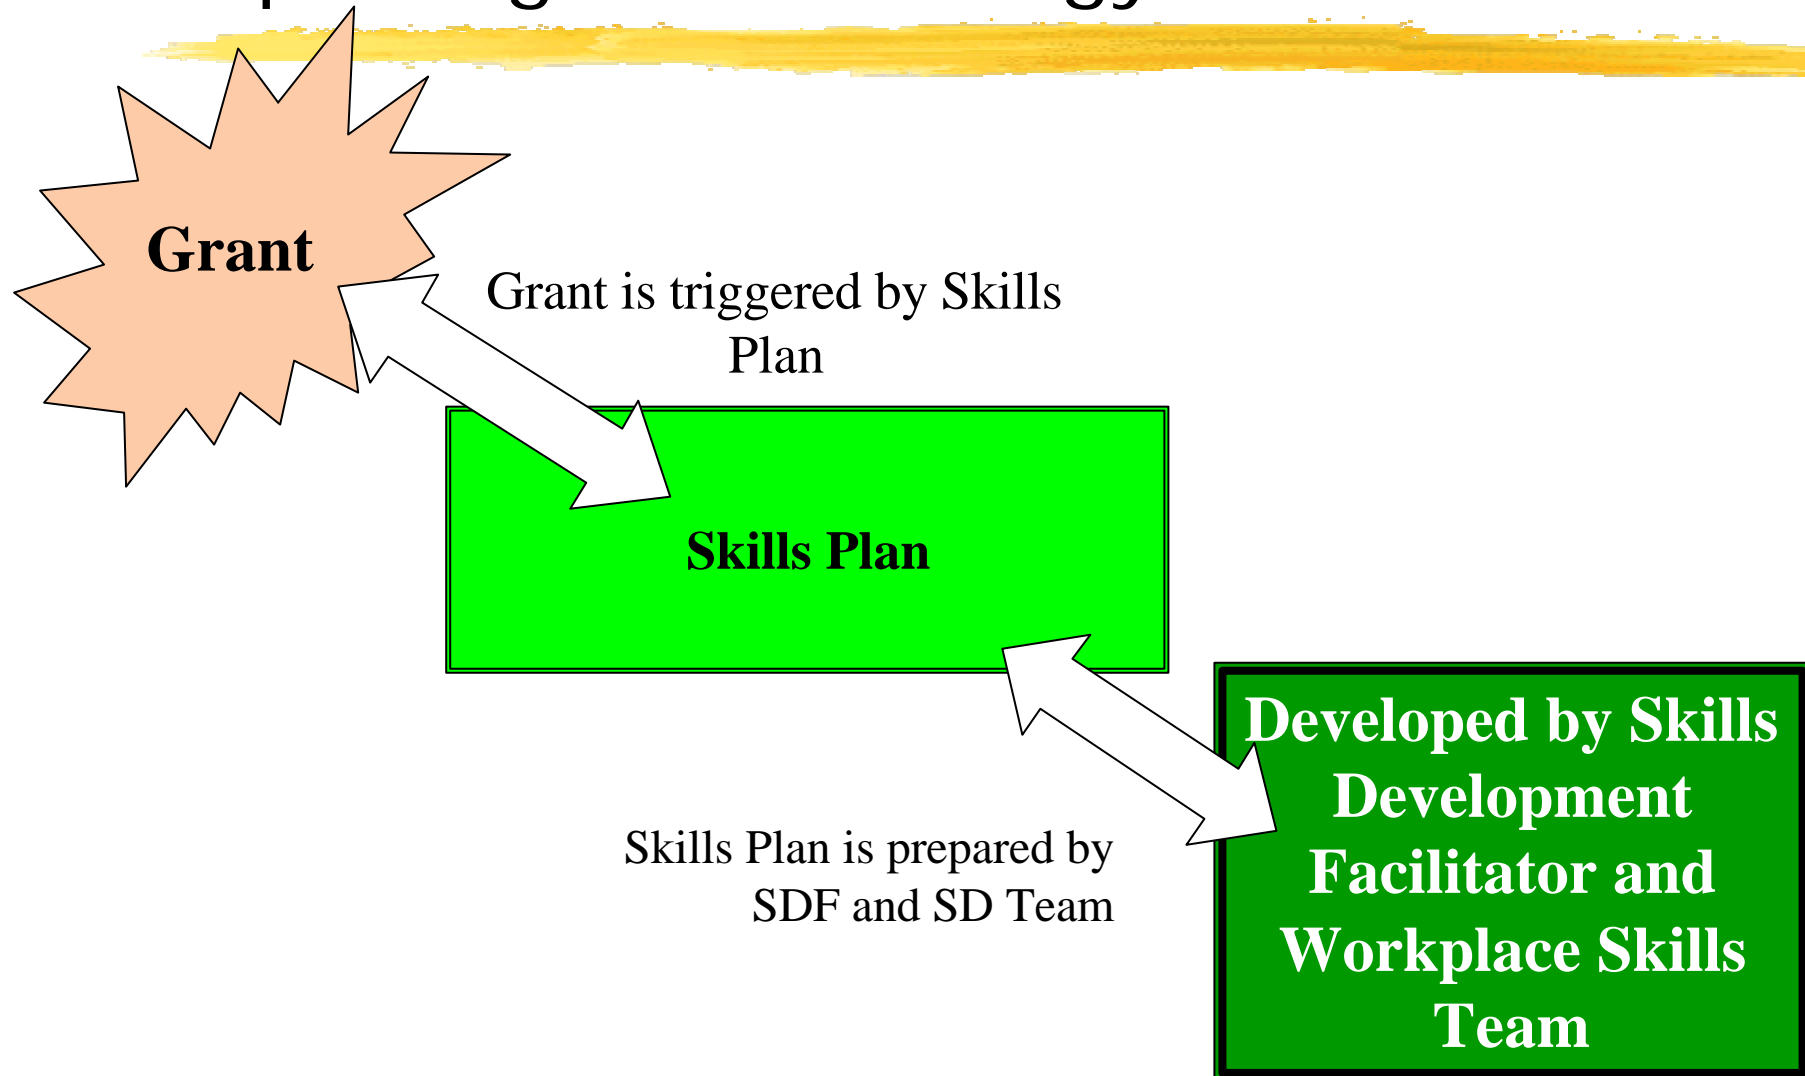 Grant
Grant is triggered by Skills
Plan
Skills Plan
Developed by Skills
Development
Facilitator and
Workplace Skills
Team
Skills Plan is prepared by
SDF and SD Team